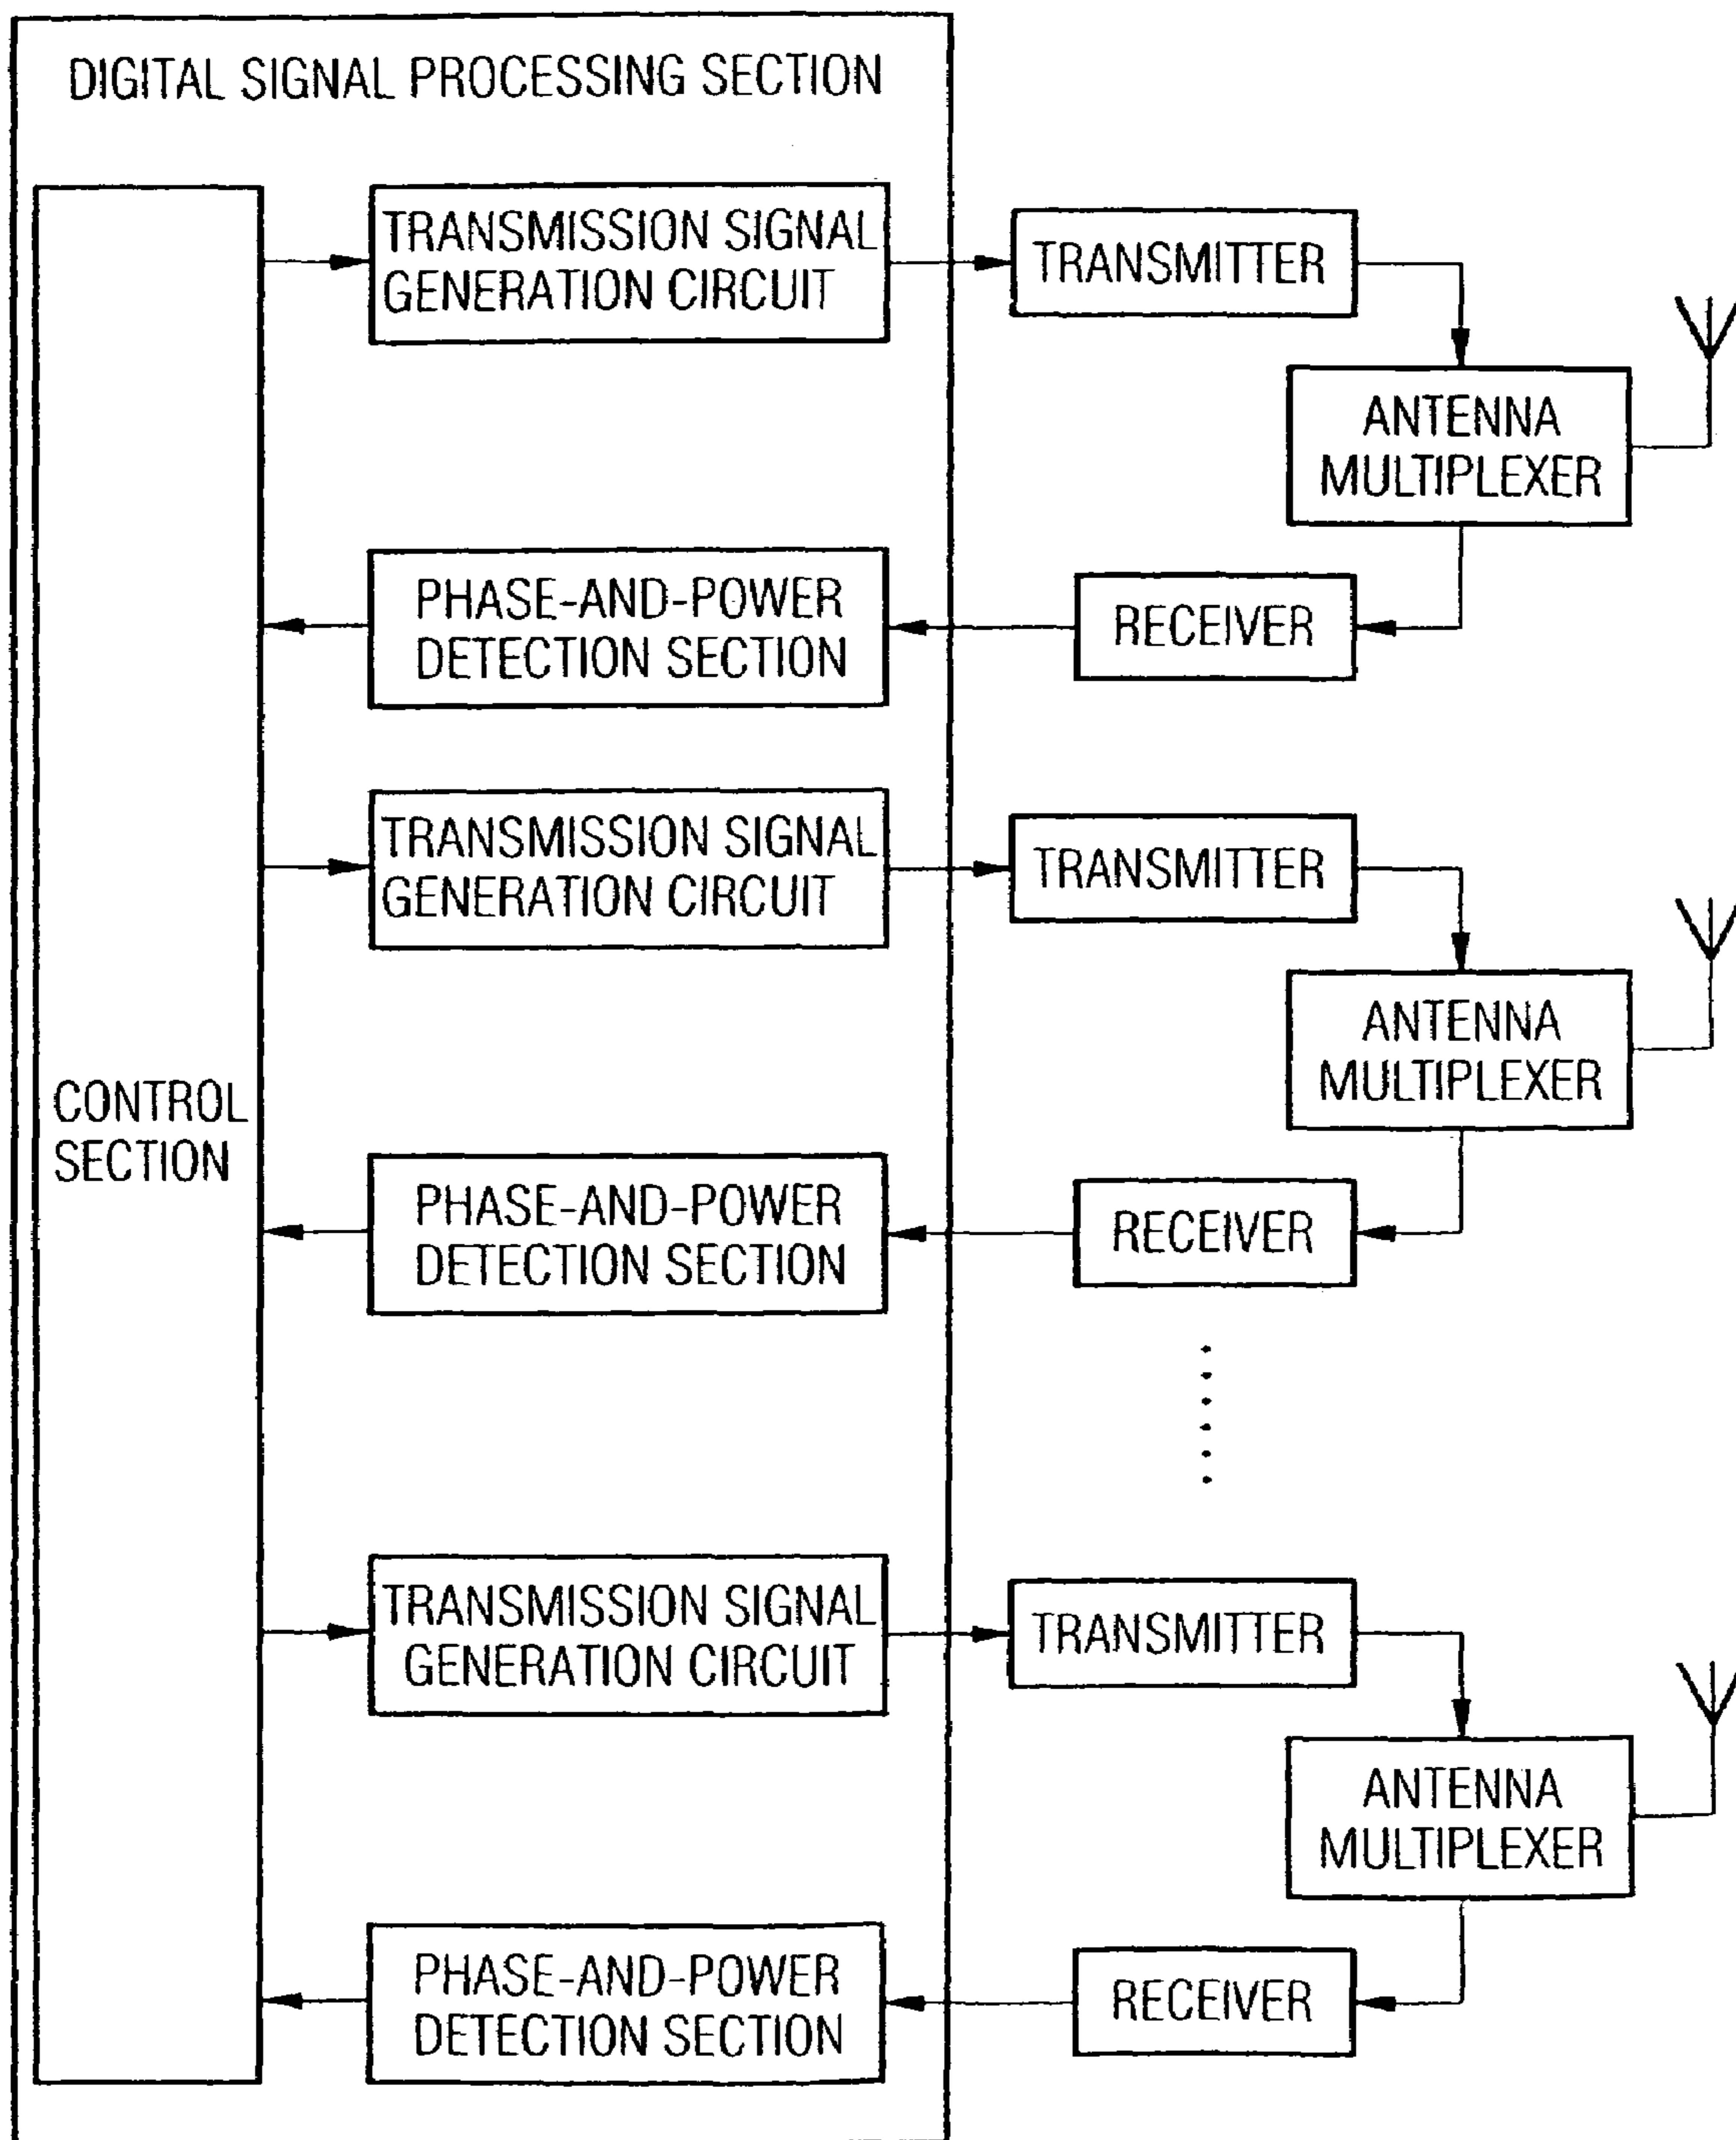 DIGITAL SIGNAL PROCESSING SECTION
TRANSMISSION SIGNAL
GENERATION CIRCUIT
TRANSMITTER
ANTENNA
MULTIPLEXER
PHASE-AND-POWER
DETECTION SECTION
RECEIVER
TRANSMISSION SIGNAL
GENERATION CIRCUIT
TRANSMITTER
ANTENNA
MULTIPLEXER
CONTROL
SECTION
PHASE-AND-POWER
DETECTION SECTION
RECEIVER
TRANSMISSION SIGNAL
GENERATION CIRCUIT
TRANSMITTER
ANTENNA
MULTIPLEXER
PHASE-AND-POWER
DETECTION SECTION
RECEIVER